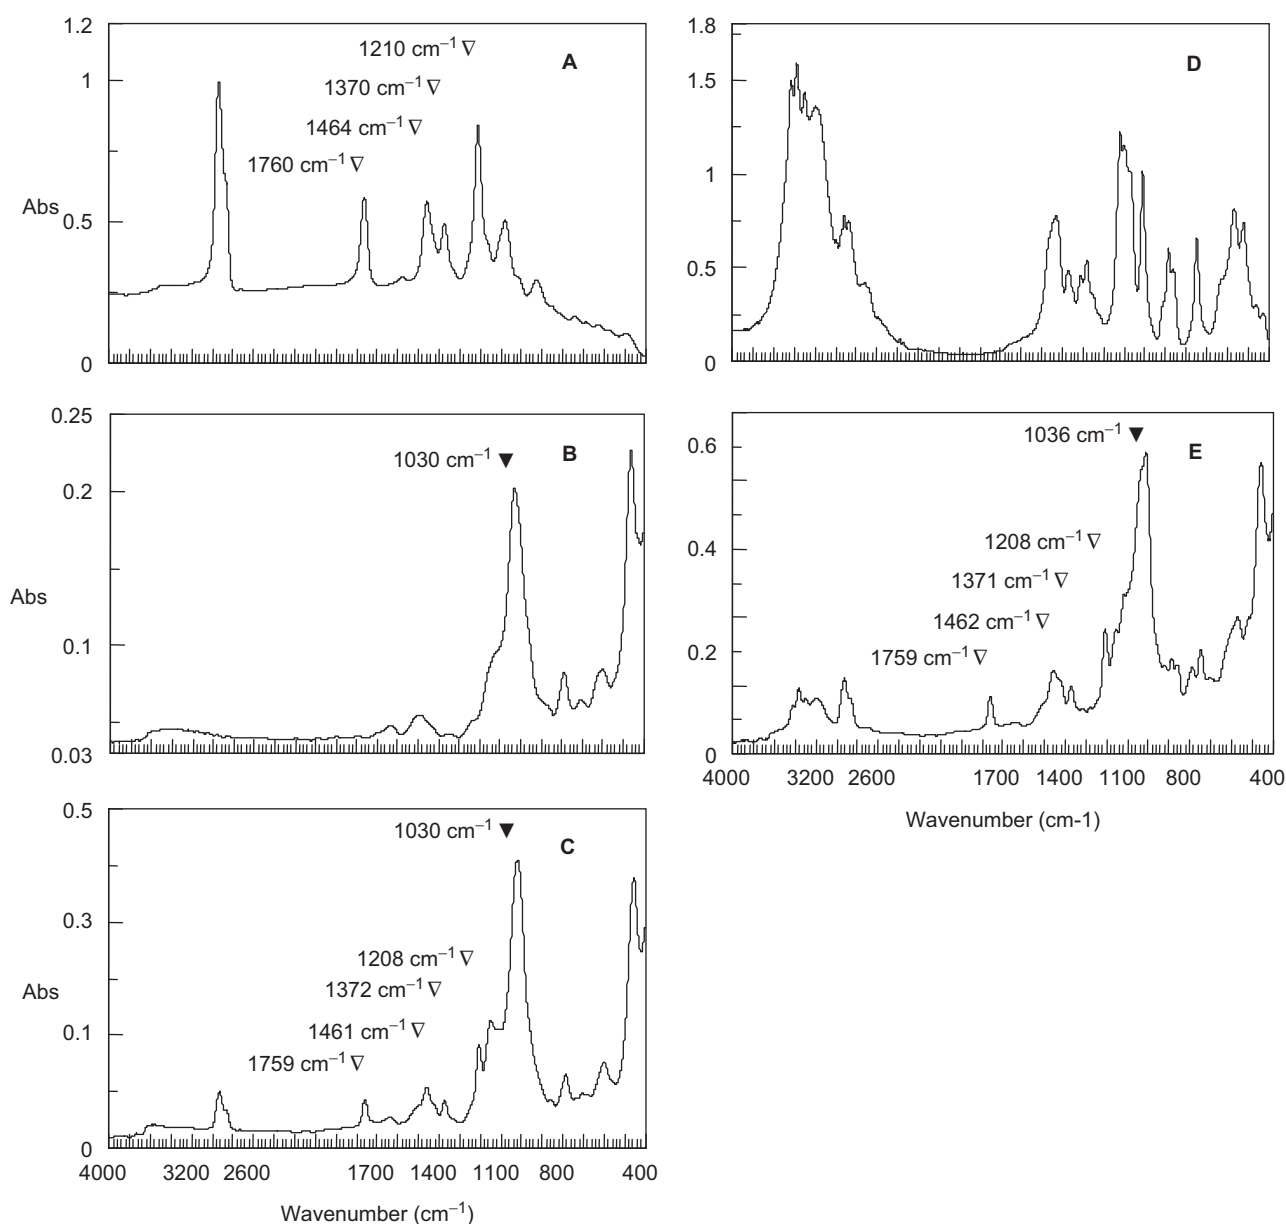 1.2
1210 cm⁻¹ ∇
A
1
1370 cm⁻¹ ∇
1464 cm⁻¹ ∇
1760 cm⁻¹ ∇
Abs
0.5
0
1.8
D
1.5
1
0.5
0
0.25
1030 cm⁻¹ ▼
B
0.2
Abs
0.1
0.03
1036 cm⁻¹ ▼
E
0.6
1208 cm⁻¹ ∇
0.4
1371 cm⁻¹ ∇
1462 cm⁻¹ ∇
1759 cm⁻¹ ∇
0.2
0
4000 3200 2600 1700 1400 1100 800 400
Wavenumber (cm-1)
0.5
1030 cm⁻¹ ▼
C
0.3
1208 cm⁻¹ ∇
1372 cm⁻¹ ∇
Abs
1461 cm⁻¹ ∇
0.1
1759 cm⁻¹ ∇
0
4000 3200 2600 1700 1400 1100 800 400
Wavenumber (cm⁻¹)